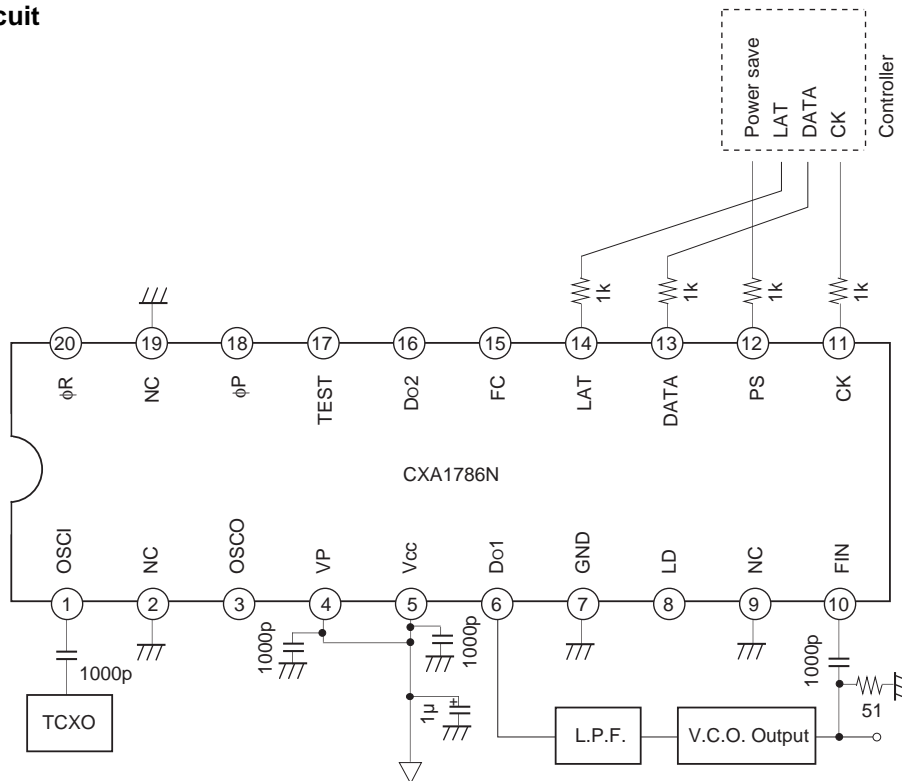 cuit
Power save
LAT
DATA
CK
Controller
1k
1k
1k
1k
20
19
18
17
16
15
14
13
12
11
ϕR
NC
ϕP
TEST
Do2
FC
LAT
DATA
PS
CK
CXA1786N
OSCI
NC
OSCO
VP
Vcc
Do1
GND
LD
NC
FIN
1
2
3
4
5
6
7
8
9
10
1000p
1000p
1000p
1000p
51
1µ
+
TCXO
L.P.F.
V.C.O. Output